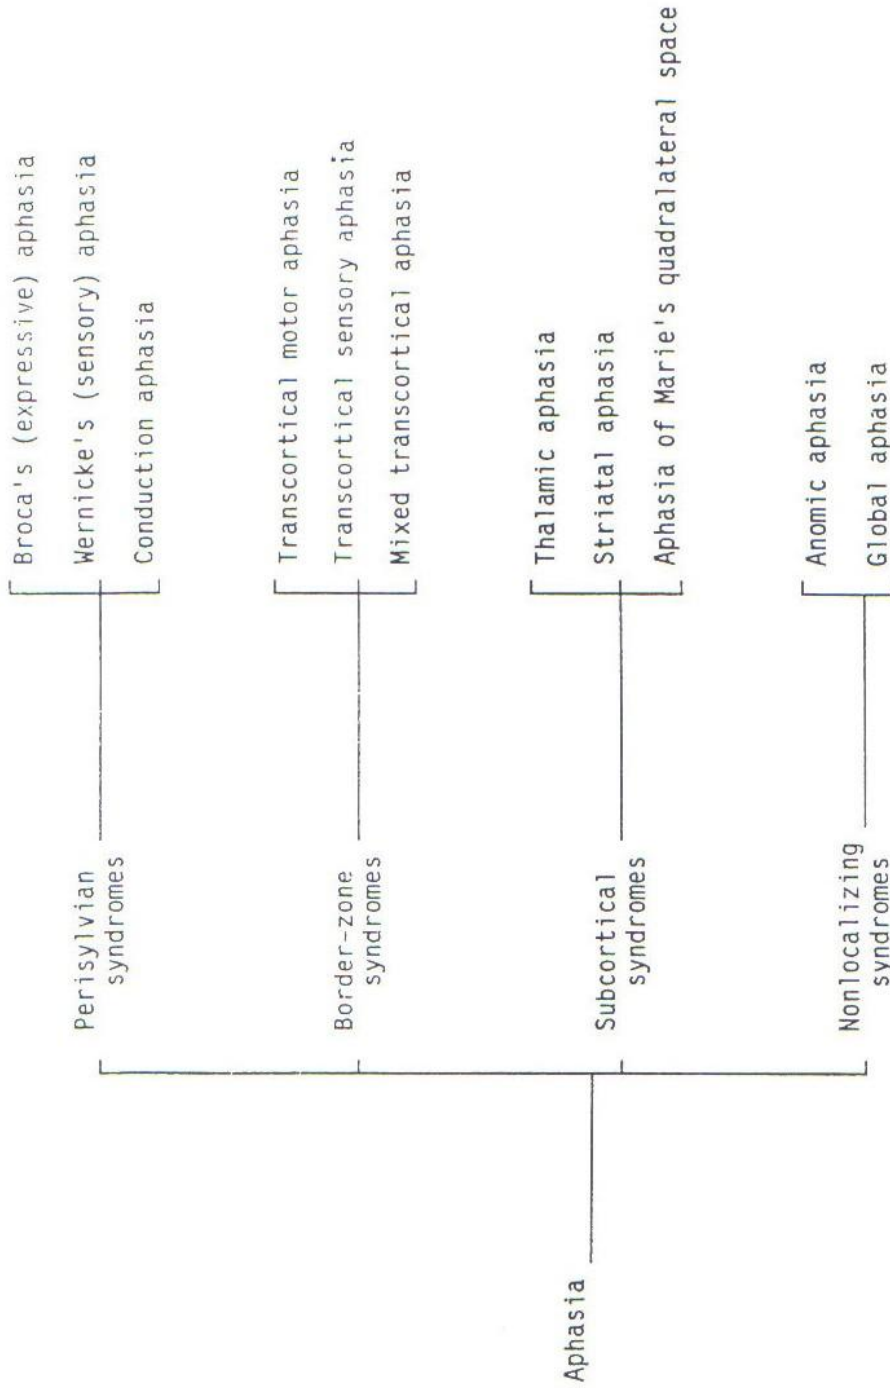 Aphasia
Perisylvian
syndromes
Broca's (expressive) aphasia
Wernicke's (sensory) aphasia
Conduction aphasia
Border-zone
syndromes
Transcortical motor aphasia
Transcortical sensory aphasia
Mixed transcortical aphasia
Subcortical
syndromes
Thalamic aphasia
Striatal aphasia
Aphasia of Marie's quadralateral space
Nonlocalizing
syndromes
Anomic aphasia
Global aphasia